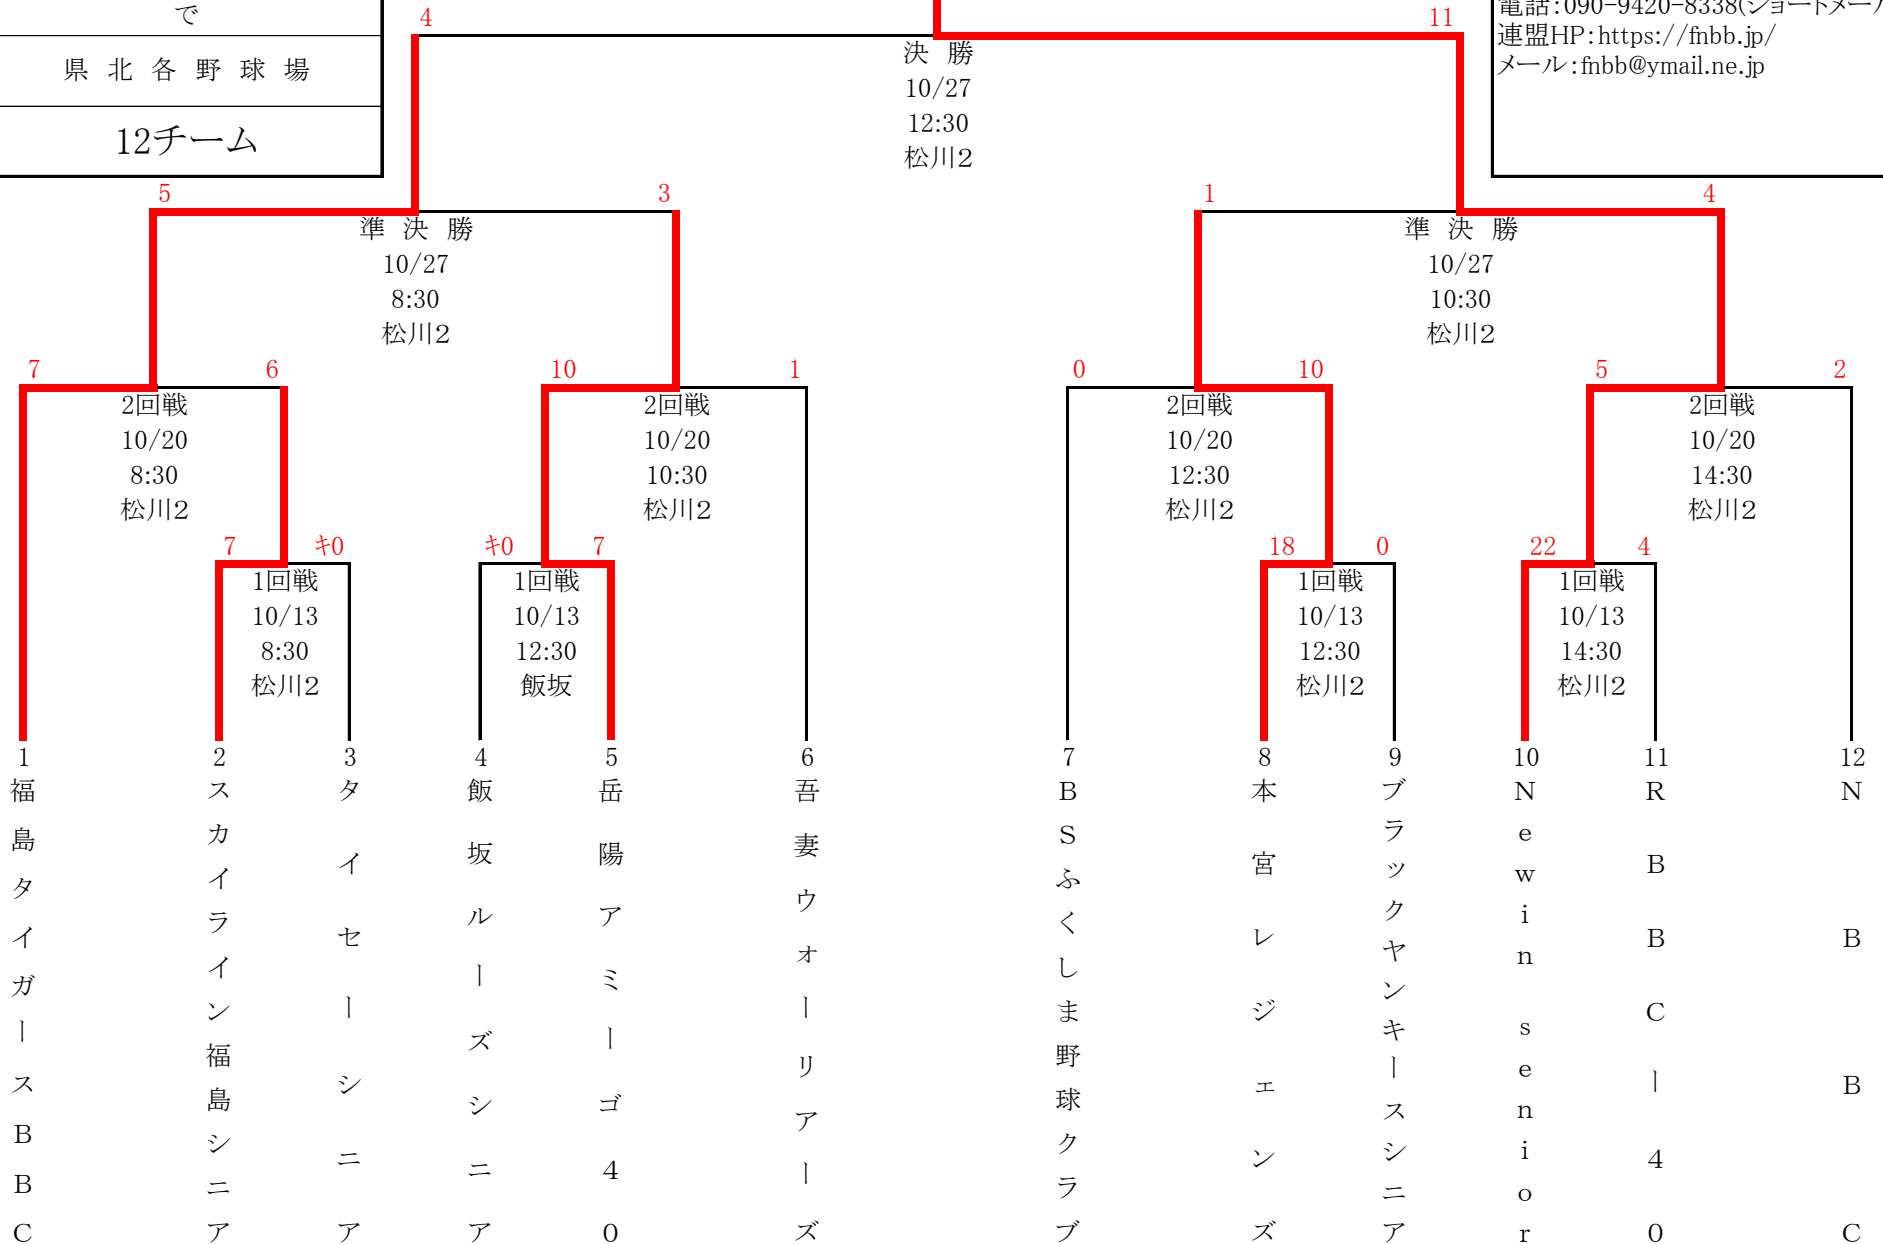 で
県北各野球場
12チーム
電話：090-9420-8338(ショートメール
連盟HP：https://fnbb.jp/
メール：fnbb@ymail.ne.jp
4
11
決勝
10/27
12:30
松川2
5
3
準決勝
10/27
8:30
松川2
1
4
準決勝
10/27
10:30
松川2
7
6
2回戦
10/20
8:30
松川2
10
1
2回戦
10/20
10:30
松川2
0
10
2回戦
10/20
12:30
松川2
5
2
2回戦
10/20
14:30
松川2
7
キ0
1回戦
10/13
8:30
松川2
キ0
7
1回戦
10/13
12:30
飯坂
18
0
1回戦
10/13
12:30
松川2
22
4
1回戦
10/13
14:30
松川2
1
福島タイガースBBC
2
スカイライン福島シニア
3
タイセーシニア
4
飯坂ルーズシニア
5
岳陽アミーゴ40
6
吾妻ウォーリアーズ
7
BSふくしま野球クラブ
8
本宮レジェンズ
9
ブラックヤンキースシニア
10
Newin senior
11
RBBCー40
12
NBBC